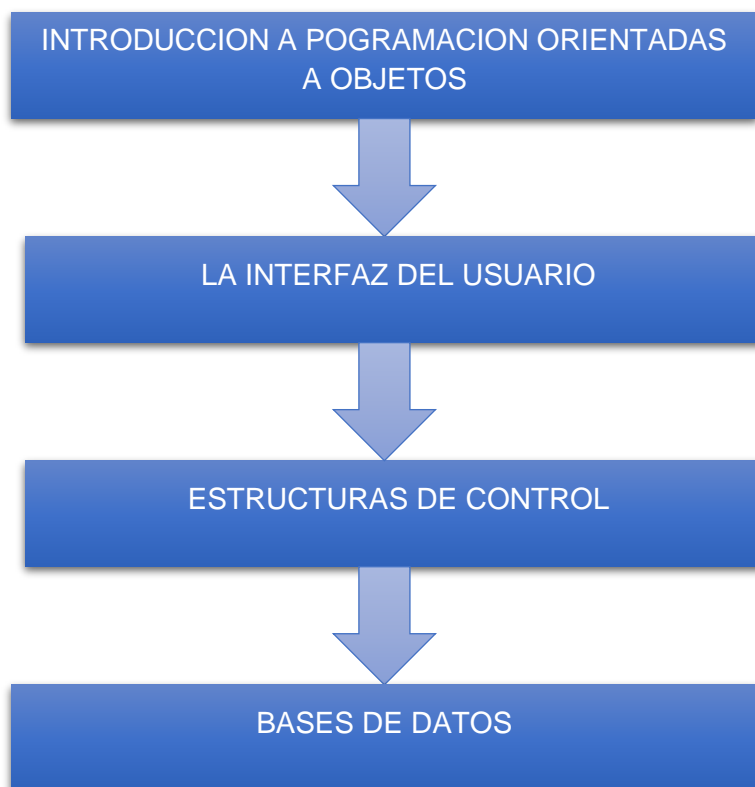 INTRODUCCION A POGRAMACION ORIENTADAS
A OBJETOS
LA INTERFAZ DEL USUARIO
ESTRUCTURAS DE CONTROL
BASES DE DATOS